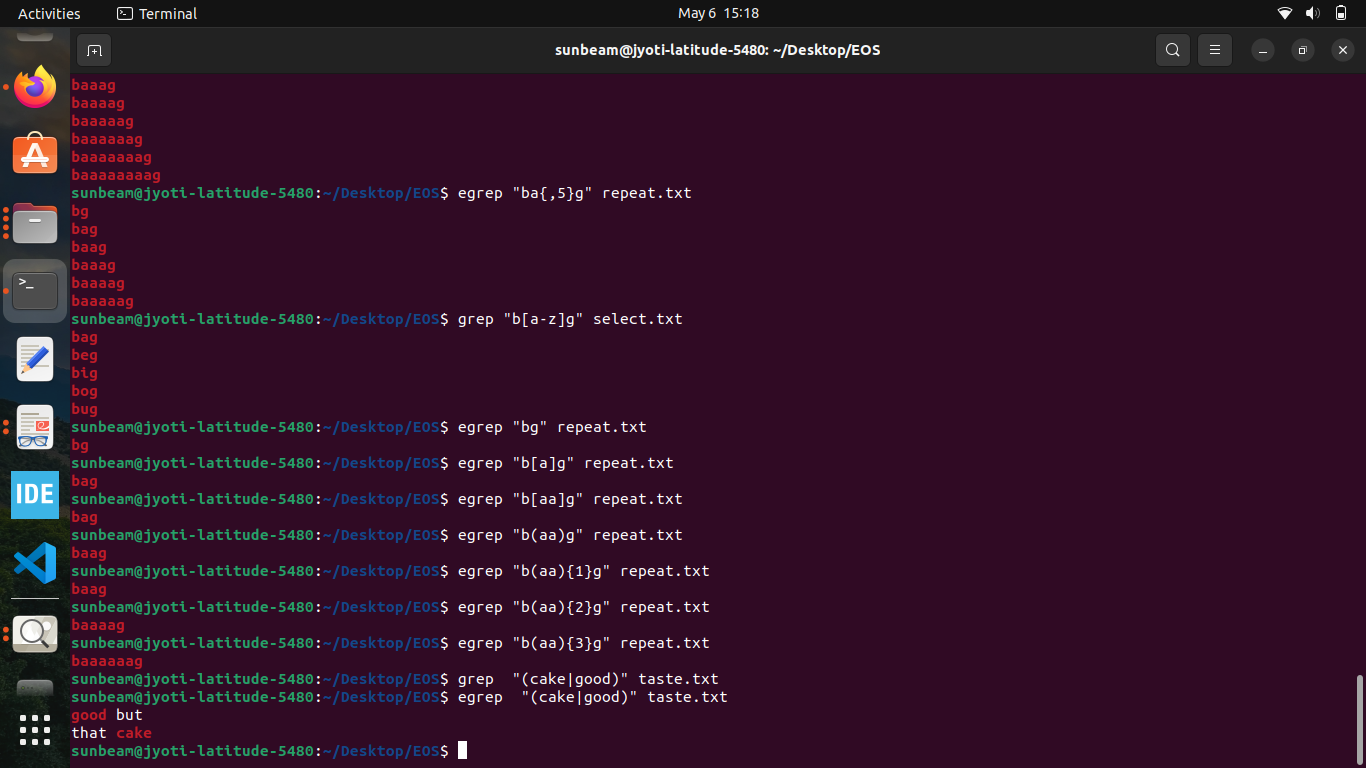 Activities
Terminal
May 6 15:18
sunbeam@jyoti-latitude-5480: ~/Desktop/EOS
baaag
baaaag
baaaaag
baaaaaag
baaaaaaag
baaaaaaaag
sunbeam@jyoti-latitude-5480:~/Desktop/EOS$ egrep "ba{,5}g" repeat.txt
bg
bag
baag
baaag
baaaag
baaaaag
sunbeam@jyoti-latitude-5480:~/Desktop/EOS$ grep "b[a-z]g" select.txt
bag
beg
big
bog
bug
sunbeam@jyoti-latitude-5480:~/Desktop/EOS$ egrep "bg" repeat.txt
bg
sunbeam@jyoti-latitude-5480:~/Desktop/EOS$ egrep "b[a]g" repeat.txt
bag
sunbeam@jyoti-latitude-5480:~/Desktop/EOS$ egrep "b[aa]g" repeat.txt
bag
sunbeam@jyoti-latitude-5480:~/Desktop/EOS$ egrep "b(aa)g" repeat.txt
baag
sunbeam@jyoti-latitude-5480:~/Desktop/EOS$ egrep "b(aa){1}g" repeat.txt
baag
sunbeam@jyoti-latitude-5480:~/Desktop/EOS$ egrep "b(aa){2}g" repeat.txt
baaaag
sunbeam@jyoti-latitude-5480:~/Desktop/EOS$ egrep "b(aa){3}g" repeat.txt
baaaaaag
sunbeam@jyoti-latitude-5480:~/Desktop/EOS$ grep  "(cake|good)" taste.txt
sunbeam@jyoti-latitude-5480:~/Desktop/EOS$ egrep  "(cake|good)" taste.txt
good but
that cake
sunbeam@jyoti-latitude-5480:~/Desktop/EOS$
>_
IDE